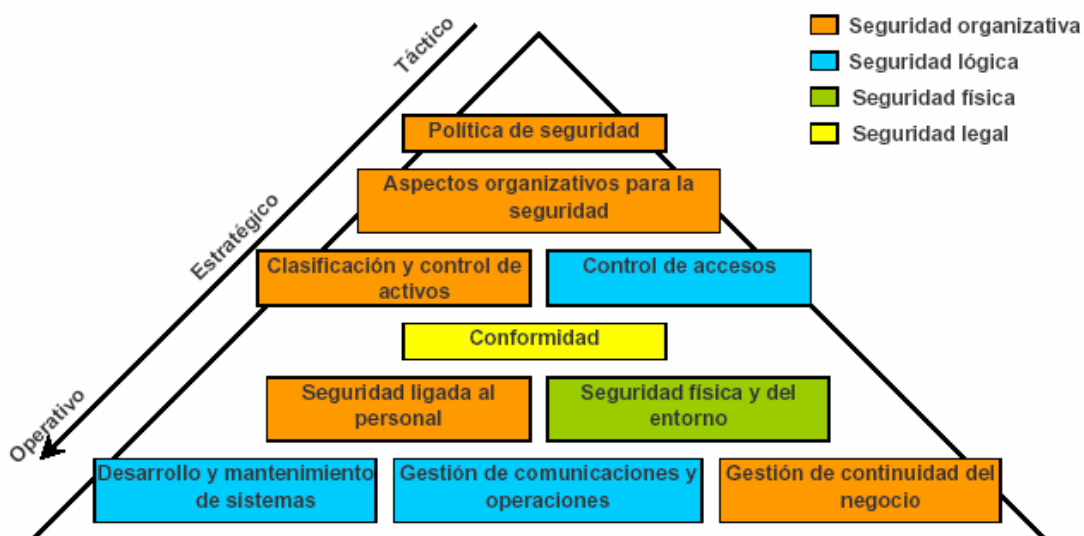 Táctico
Estratégico
Operativo
Seguridad organizativa
Seguridad lógica
Seguridad física
Seguridad legal
Política de seguridad
Aspectos organizativos para la
seguridad
Clasificación y control de
activos
Control de accesos
Conformidad
Seguridad ligada al
personal
Seguridad física y del
entorno
Desarrollo y mantenimiento
de sistemas
Gestión de comunicaciones y
operaciones
Gestión de continuidad del
negocio